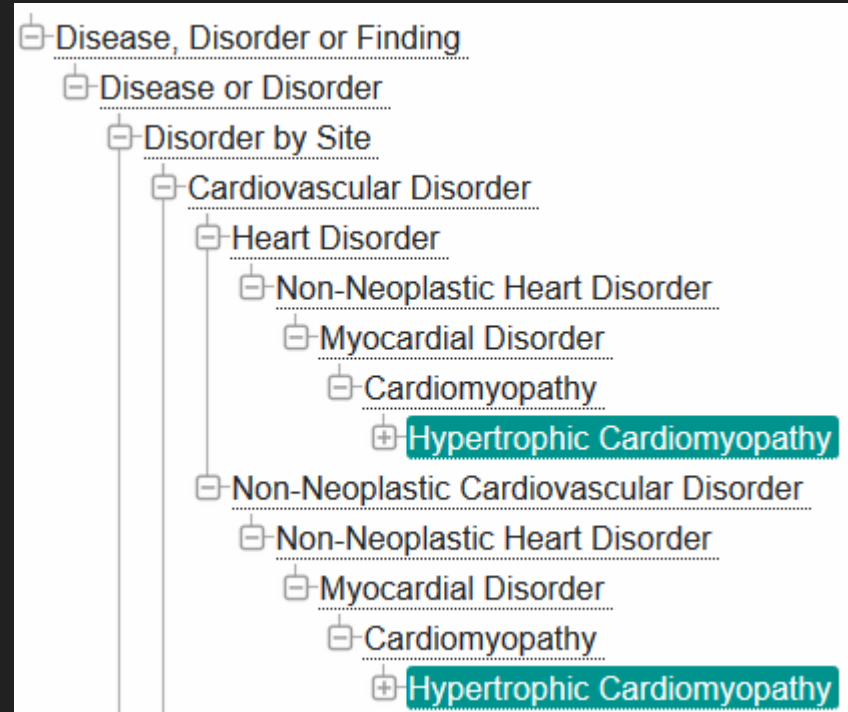 Disease, Disorder or Finding
Disease or Disorder
Disorder by Site
Cardiovascular Disorder
Heart Disorder
Non-Neoplastic Heart Disorder
Myocardial Disorder
Cardiomyopathy
Hypertrophic Cardiomyopathy
Non-Neoplastic Cardiovascular Disorder
Non-Neoplastic Heart Disorder
Myocardial Disorder
Cardiomyopathy
Hypertrophic Cardiomyopathy